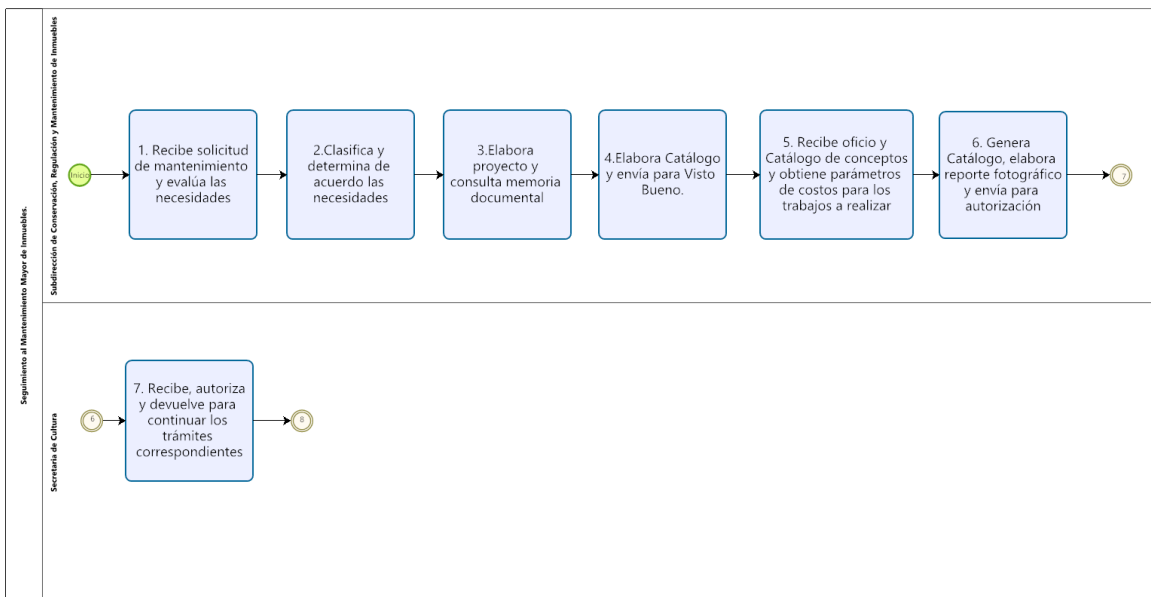 Seguimiento al Mantenimiento Mayor de Inmuebles.
Subdirección de Conservación, Regulación y Mantenimiento de Inmuebles
Inicio
1. Recibe solicitud
de mantenimiento
y evalúa las
necesidades
2.Clasifica y
determina de
acuerdo las
necesidades
3.Elabora
proyecto y
consulta memoria
documental
4.Elabora Catálogo
y envía para Visto
Bueno.
5. Recibe oficio y
Catálogo de conceptos
y obtiene parámetros
de costos para los
trabajos a realizar
6. Genera
Catálogo, elabora
reporte fotográfico
y envía para
autorización
7
Secretaria de Cultura
6
7. Recibe, autoriza
y devuelve para
continuar los
trámites
correspondientes
8